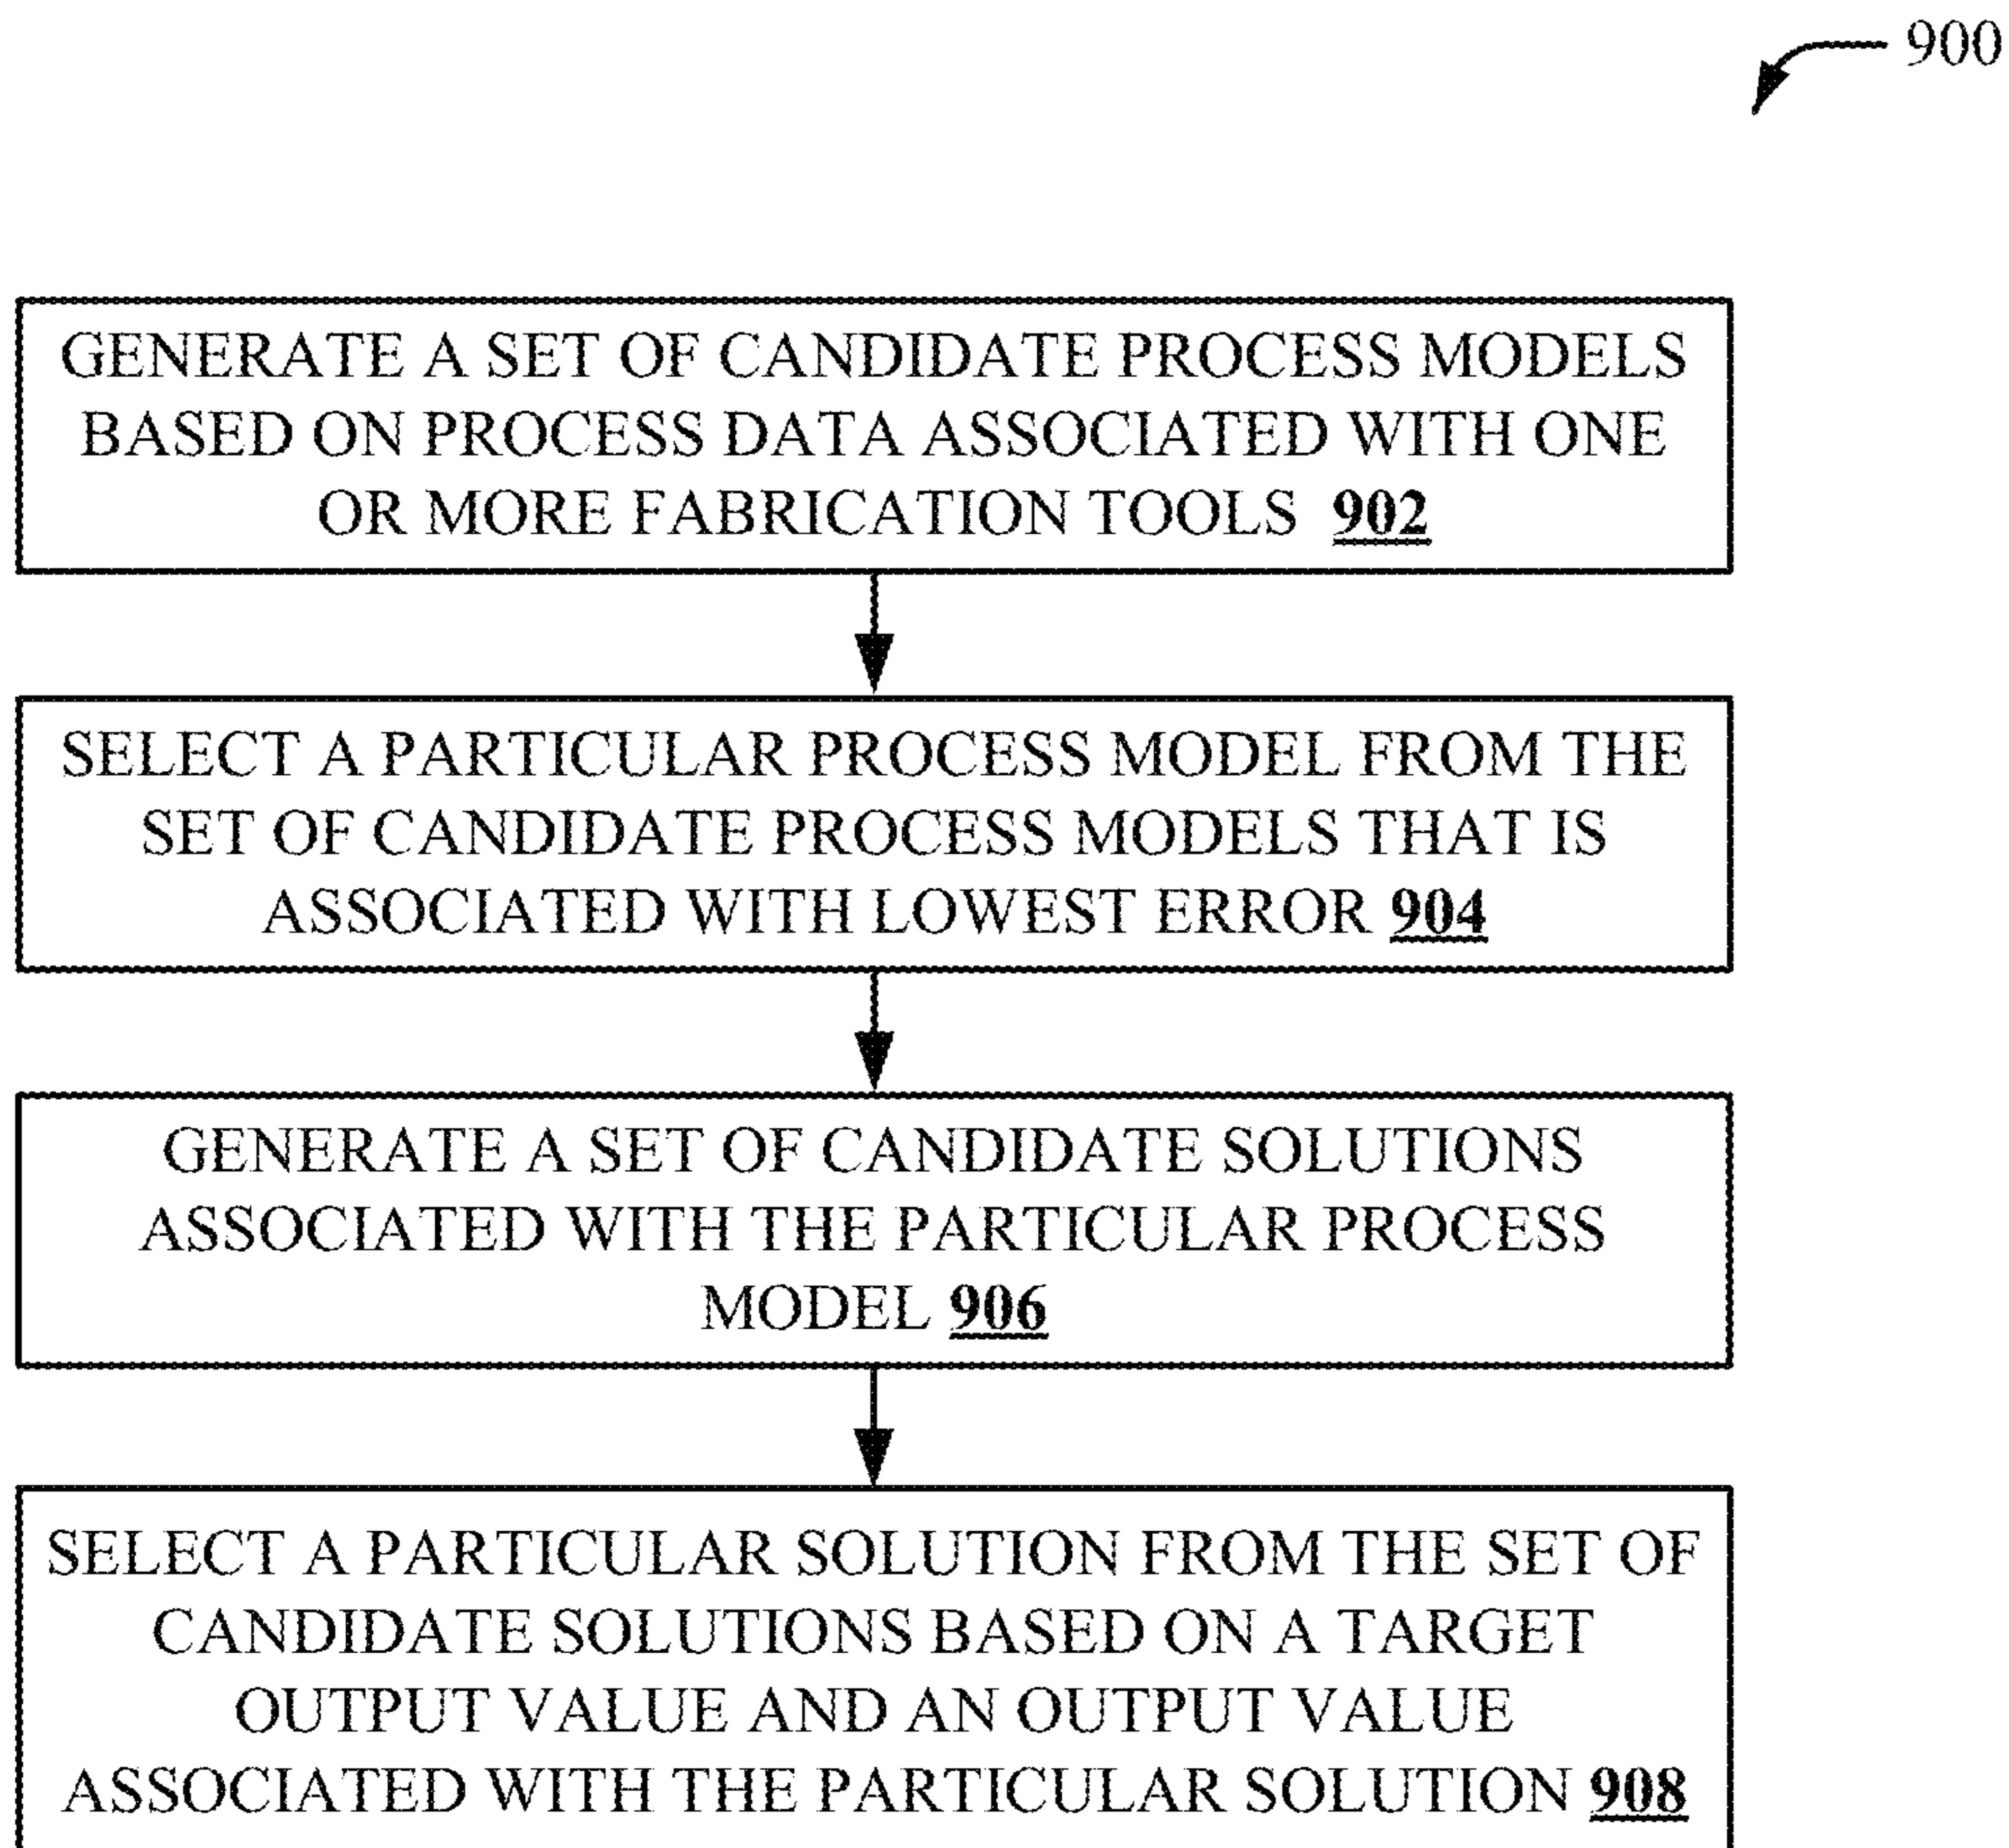 900
GENERATE A SET OF CANDIDATE PROCESS MODELS
BASED ON PROCESS DATA ASSOCIATED WITH ONE
OR MORE FABRICATION TOOLS 902
SELECT A PARTICULAR PROCESS MODEL FROM THE
SET OF CANDIDATE PROCESS MODELS THAT IS
ASSOCIATED WITH LOWEST ERROR 904
GENERATE A SET OF CANDIDATE SOLUTIONS
ASSOCIATED WITH THE PARTICULAR PROCESS
MODEL 906
SELECT A PARTICULAR SOLUTION FROM THE SET OF
CANDIDATE SOLUTIONS BASED ON A TARGET
OUTPUT VALUE AND AN OUTPUT VALUE
ASSOCIATED WITH THE PARTICULAR SOLUTION 908